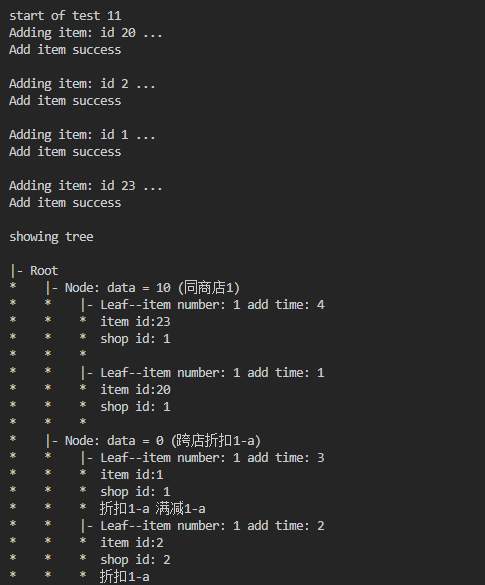 start of test 11
Adding item: id 20 ...
Add item success
Adding item: id 2 ...
Add item success
Adding item: id 1 ...
Add item success
Adding item: id 23 ...
Add item success
showing tree
|- Root
*    |- Node: data = 10 (同商店1)
*    *    |- Leaf--item number: 1 add time: 4
*    *    *  item id:23
*    *    *  shop id: 1
*    *    *
*    *    |- Leaf--item number: 1 add time: 1
*    *    *  item id:20
*    *    *  shop id: 1
*    *    *
*    |- Node: data = 0 (跨店折扣1-a)
*    *    |- Leaf--item number: 1 add time: 3
*    *    *  item id:1
*    *    *  shop id: 1
*    *    *  折扣1-a 满减1-a
*    *    |- Leaf--item number: 1 add time: 2
*    *    *  item id:2
*    *    *  shop id: 2
*    *    *  折扣1-a